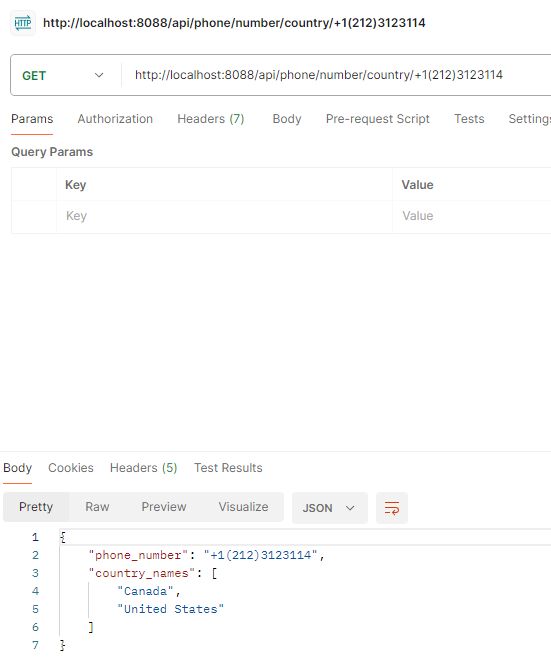 HTTP http://localhost:8088/api/phone/number/country/+1(212)3123114
GET http://localhost:8088/api/phone/number/country/+1(212)3123114
Params Authorization Headers (7) Body Pre-request Script Tests Settings
Query Params
Key Value
Key Value
Body Cookies Headers (5) Test Results
Pretty Raw Preview Visualize JSON
1 {
2 "phone_number": "+1(212)3123114",
3 "country_names": [
4 "Canada",
5 "United States"
6 ]
7 }